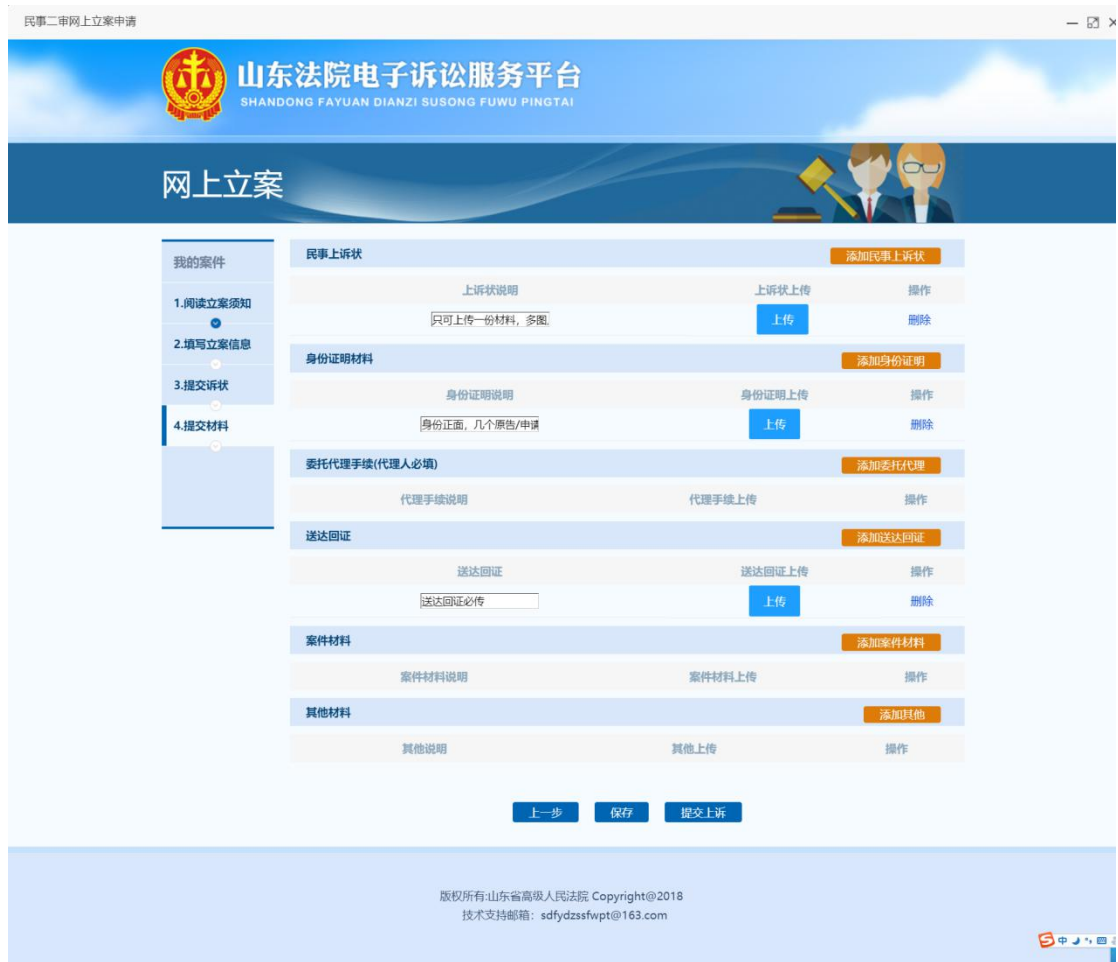 民事二审网上立案申请
山东法院电子诉讼服务平台
SHANDONG FAYUAN DIANZI SUSONG FUWU PINGTAI
网上立案
我的案件
1.阅读立案须知
2.填写立案信息
3.提交诉状
4.提交材料
民事上诉状 添加民事上诉状
上诉状说明 上诉状上传 操作
只可上传一份材料，多图, 上传 删除
身份证明材料 添加身份证明
身份证明说明 身份证明上传 操作
身份正面，几个原告/申请 上传 删除
委托代理手续(代理人必填) 添加委托代理
代理手续说明 代理手续上传 操作
送达回证 添加送达回证
送达回证 送达回证上传 操作
送达回证必传 上传 删除
案件材料 添加案件材料
案件材料说明 案件材料上传 操作
其他材料 添加其他
其他说明 其他上传 操作
上一步 保存 提交上诉
版权所有:山东省高级人民法院 Copyright@2018
技术支持邮箱：sdfydzssfwpt@163.com
中